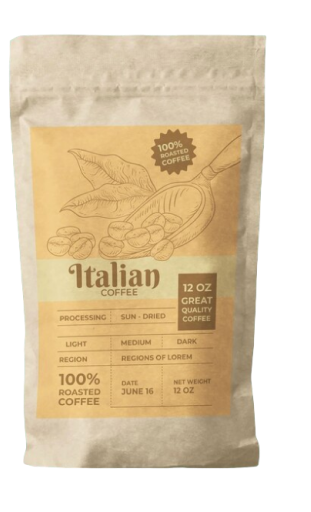 100%
ROASTED
COFFEE
Italian
COFFEE
12 OZ
GREAT
QUALITY
COFFEE
PROCESSING SUN - DRIED
LIGHT MEDIUM DARK
REGION REGIONS OF LOREM
100%
ROASTED
COFFEE
DATE
JUNE 16
NET WEIGHT
12 OZ